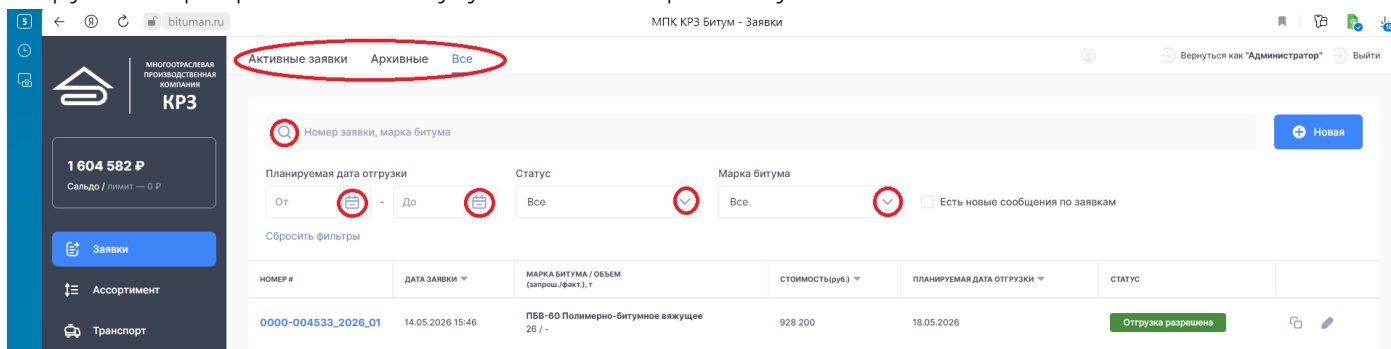 5
bituman.ru
МПК КРЗ Битум - Заявки
МНОГООТРАСЛЕВАЯ
ПРОИЗВОДСТВЕННАЯ
КОМПАНИЯ
КРЗ
Активные заявки Архивные Все
Вернуться как "Администратор" Выйти
Номер заявки, марка битума
Новая
1 604 582 ₽
Сальдо / лимит — 0 ₽
Планируемая дата отгрузки Статус Марка битума
От - До Все Все Есть новые сообщения по заявкам
Сбросить фильтры
Заявки
Ассортимент
Транспорт
НОМЕР # ДАТА ЗАЯВКИ МАРКА БИТУМА / ОБЪЕМ СТОИМОСТЬ(руб.) ПЛАНИРУЕМАЯ ДАТА ОТГРУЗКИ СТАТУС
(запрош./факт.), т
0000-004533_2026_01 14.05.2026 15:46 ПБВ-60 Полимерно-битумное вяжущее 928 200 18.05.2026 Отгрузка разрешена
26 / -